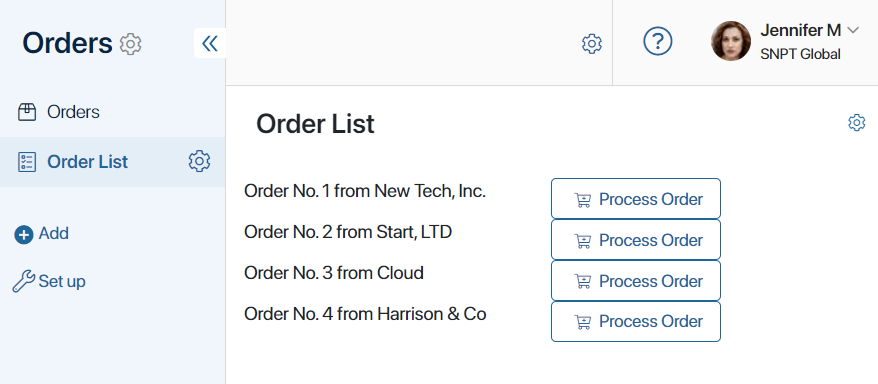 Orders
?
Jennifer M
SNPT Global
Orders
Order List
Order List
Order No. 1 from New Tech, Inc.
Process Order
Order No. 2 from Start, LTD
Process Order
Add
Order No. 3 from Cloud
Process Order
Set up
Order No. 4 from Harrison & Co
Process Order